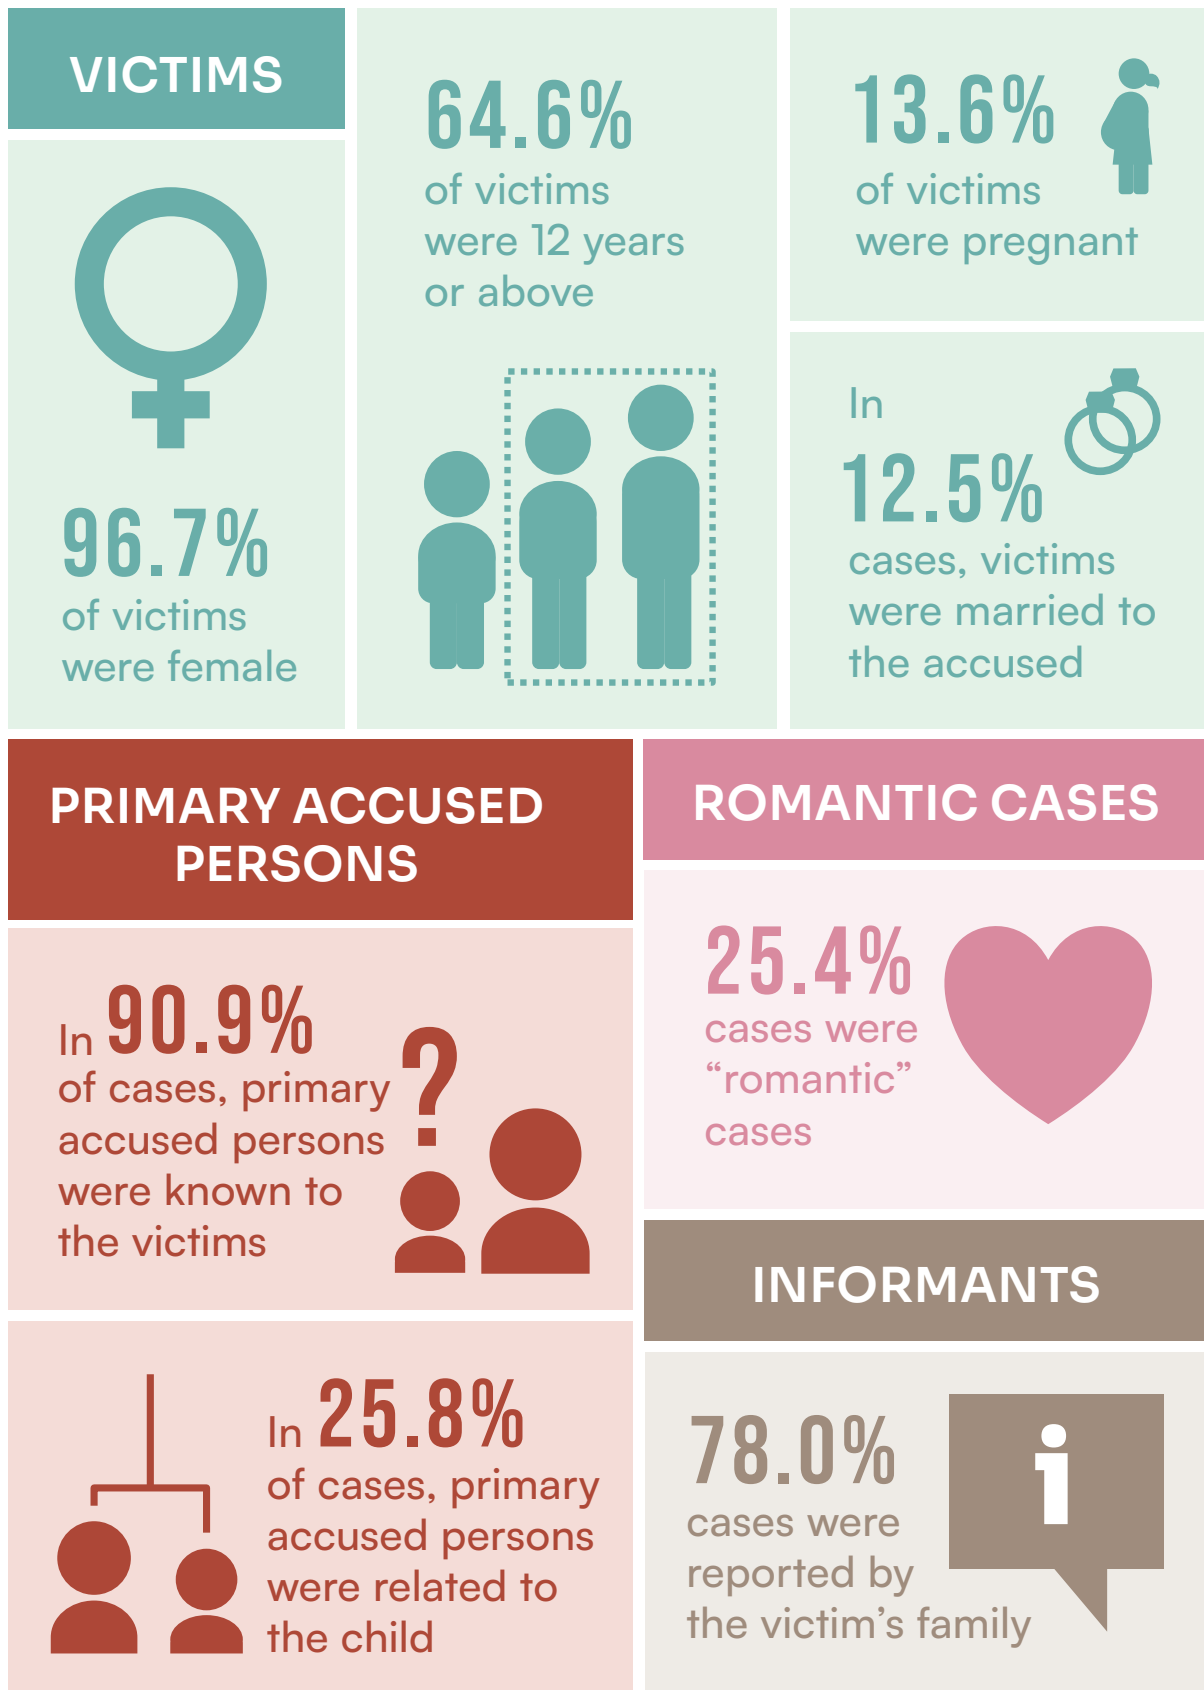 VICTIMS
96.7%
of victims
were female
64.6%
of victims
were 12 years
or above
13.6%
of victims
were pregnant
In
12.5%
cases, victims
were married to
the accused
PRIMARY ACCUSED
PERSONS
In 90.9%
of cases, primary
accused persons
were known to
the victims
?
In 25.8%
of cases, primary
accused persons
were related to
the child
ROMANTIC CASES
25.4%
cases were
“romantic”
cases
INFORMANTS
78.0%
cases were
reported by
the victim’s family
i